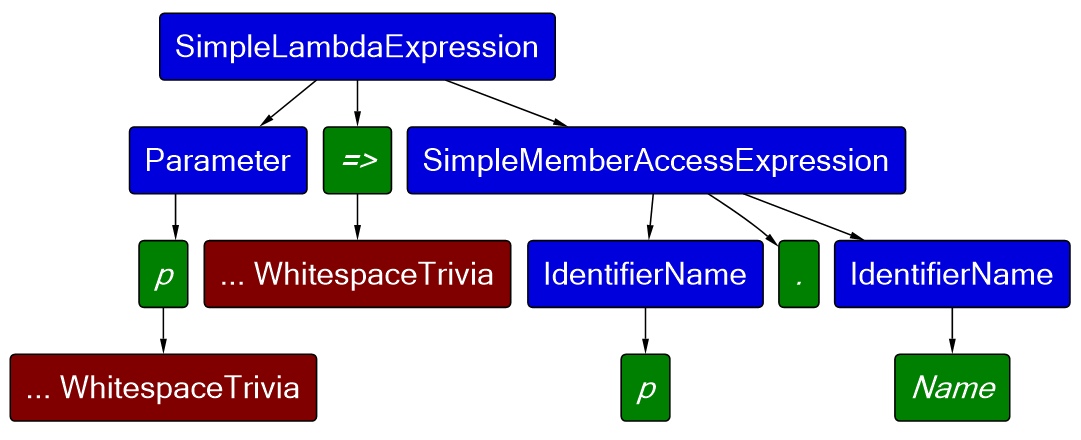 SimpleLambdaExpression
Parameter
=>
SimpleMemberAccessExpression
p
... WhitespaceTrivia
IdentifierName
.
IdentifierName
... WhitespaceTrivia
p
Name